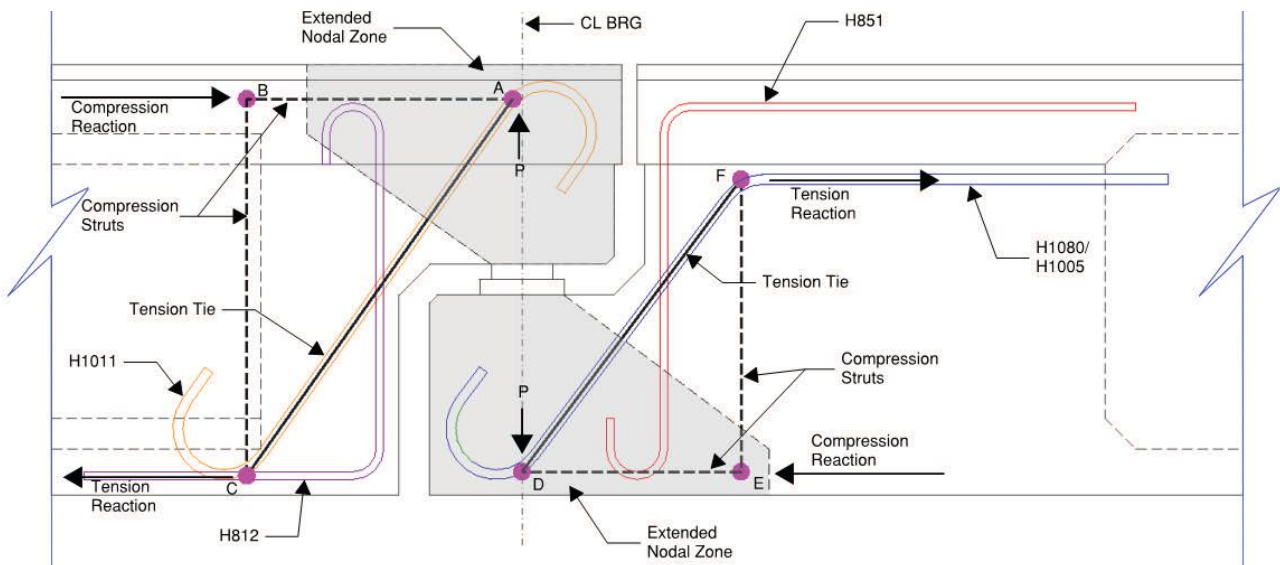 Extended
Nodal Zone
CL BRG
H851
B
A
Compression
Reaction
P
F
Tension
Reaction
Compression
Struts
H1080/
H1005
Tension Tie
Tension Tie
H1011
Compression
Struts
P
Compression
Reaction
Tension
Reaction
C
D
E
H812
Extended
Nodal Zone